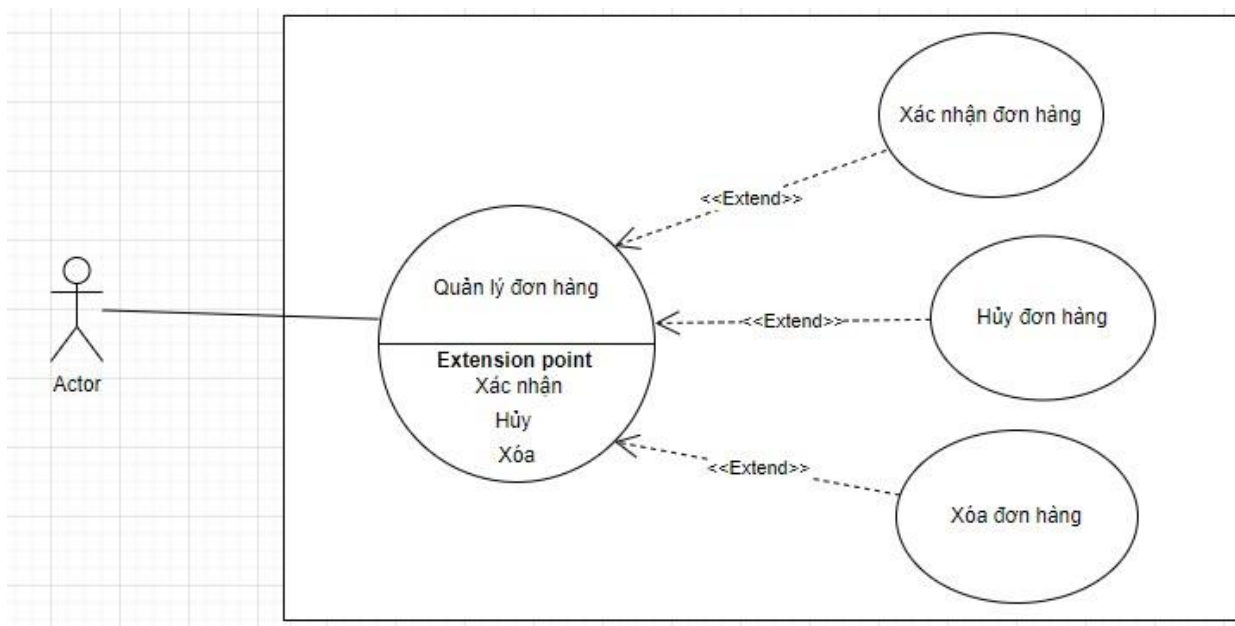 Xác nhận đơn hàng
<<Extend>>
Quản lý đơn hàng
Extension point
Xác nhận
Hủy
Xóa
<<Extend>>
Hủy đơn hàng
Actor
<<Extend>>
Xóa đơn hàng